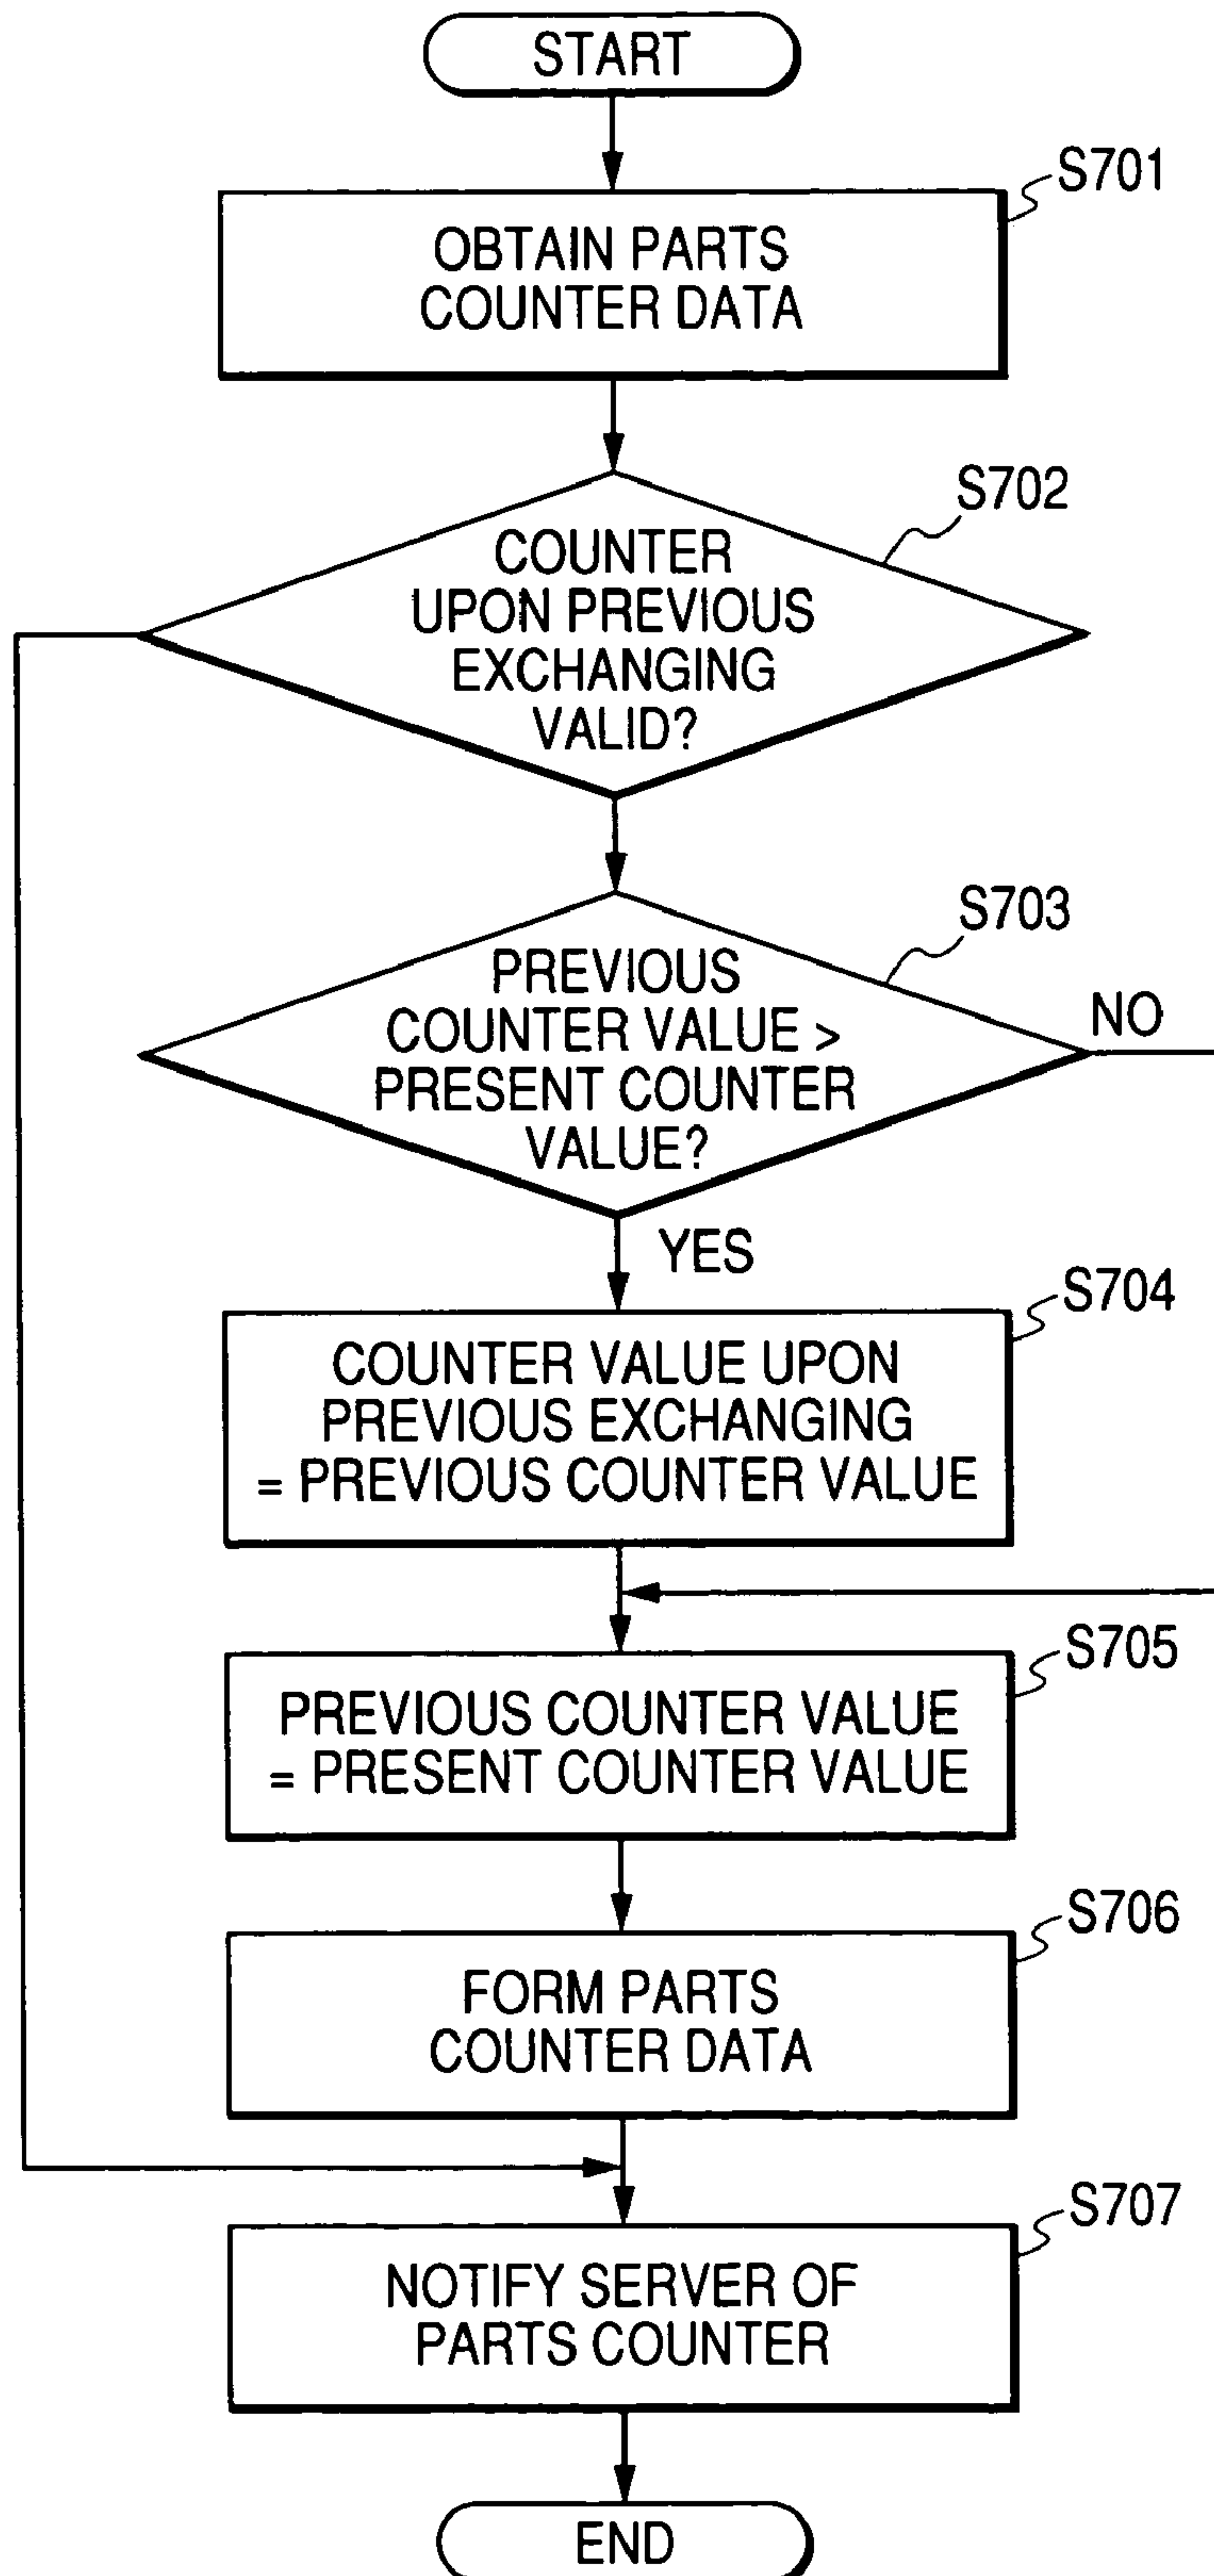 START
S701
OBTAIN PARTS
COUNTER DATA
S702
COUNTER
UPON PREVIOUS
EXCHANGING
VALID?
S703
PREVIOUS
COUNTER VALUE >
PRESENT COUNTER
VALUE?
NO
YES
S704
COUNTER VALUE UPON
PREVIOUS EXCHANGING
= PREVIOUS COUNTER VALUE
S705
PREVIOUS COUNTER VALUE
= PRESENT COUNTER VALUE
S706
FORM PARTS
COUNTER DATA
S707
NOTIFY SERVER OF
PARTS COUNTER
END